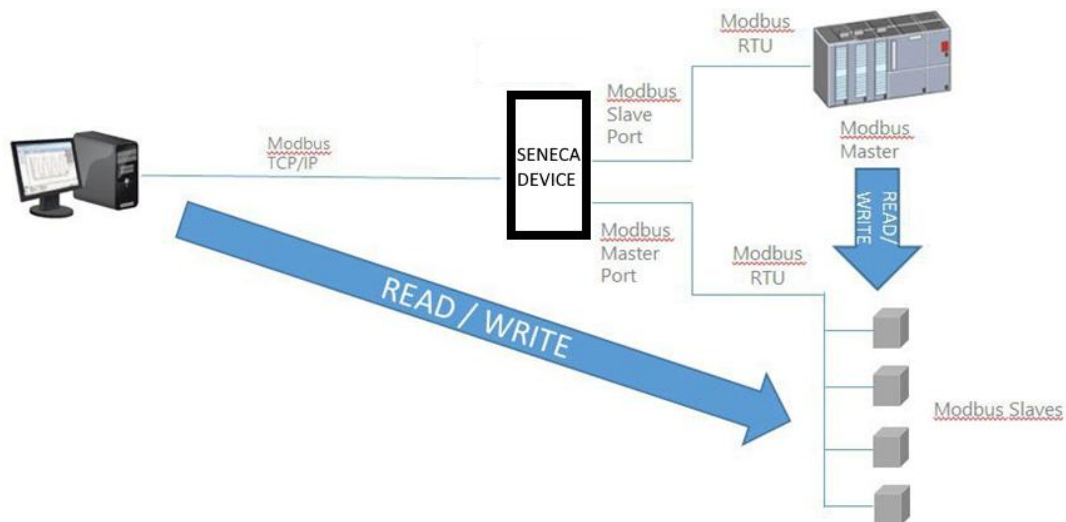 Modbus
RTU
Modbus
Slave
Port
Modbus
TCP/IP
SENECA
DEVICE
Modbus
Master
READ/
WRITE
Modbus
Master
Port
Modbus
RTU
READ / WRITE
Modbus Slaves